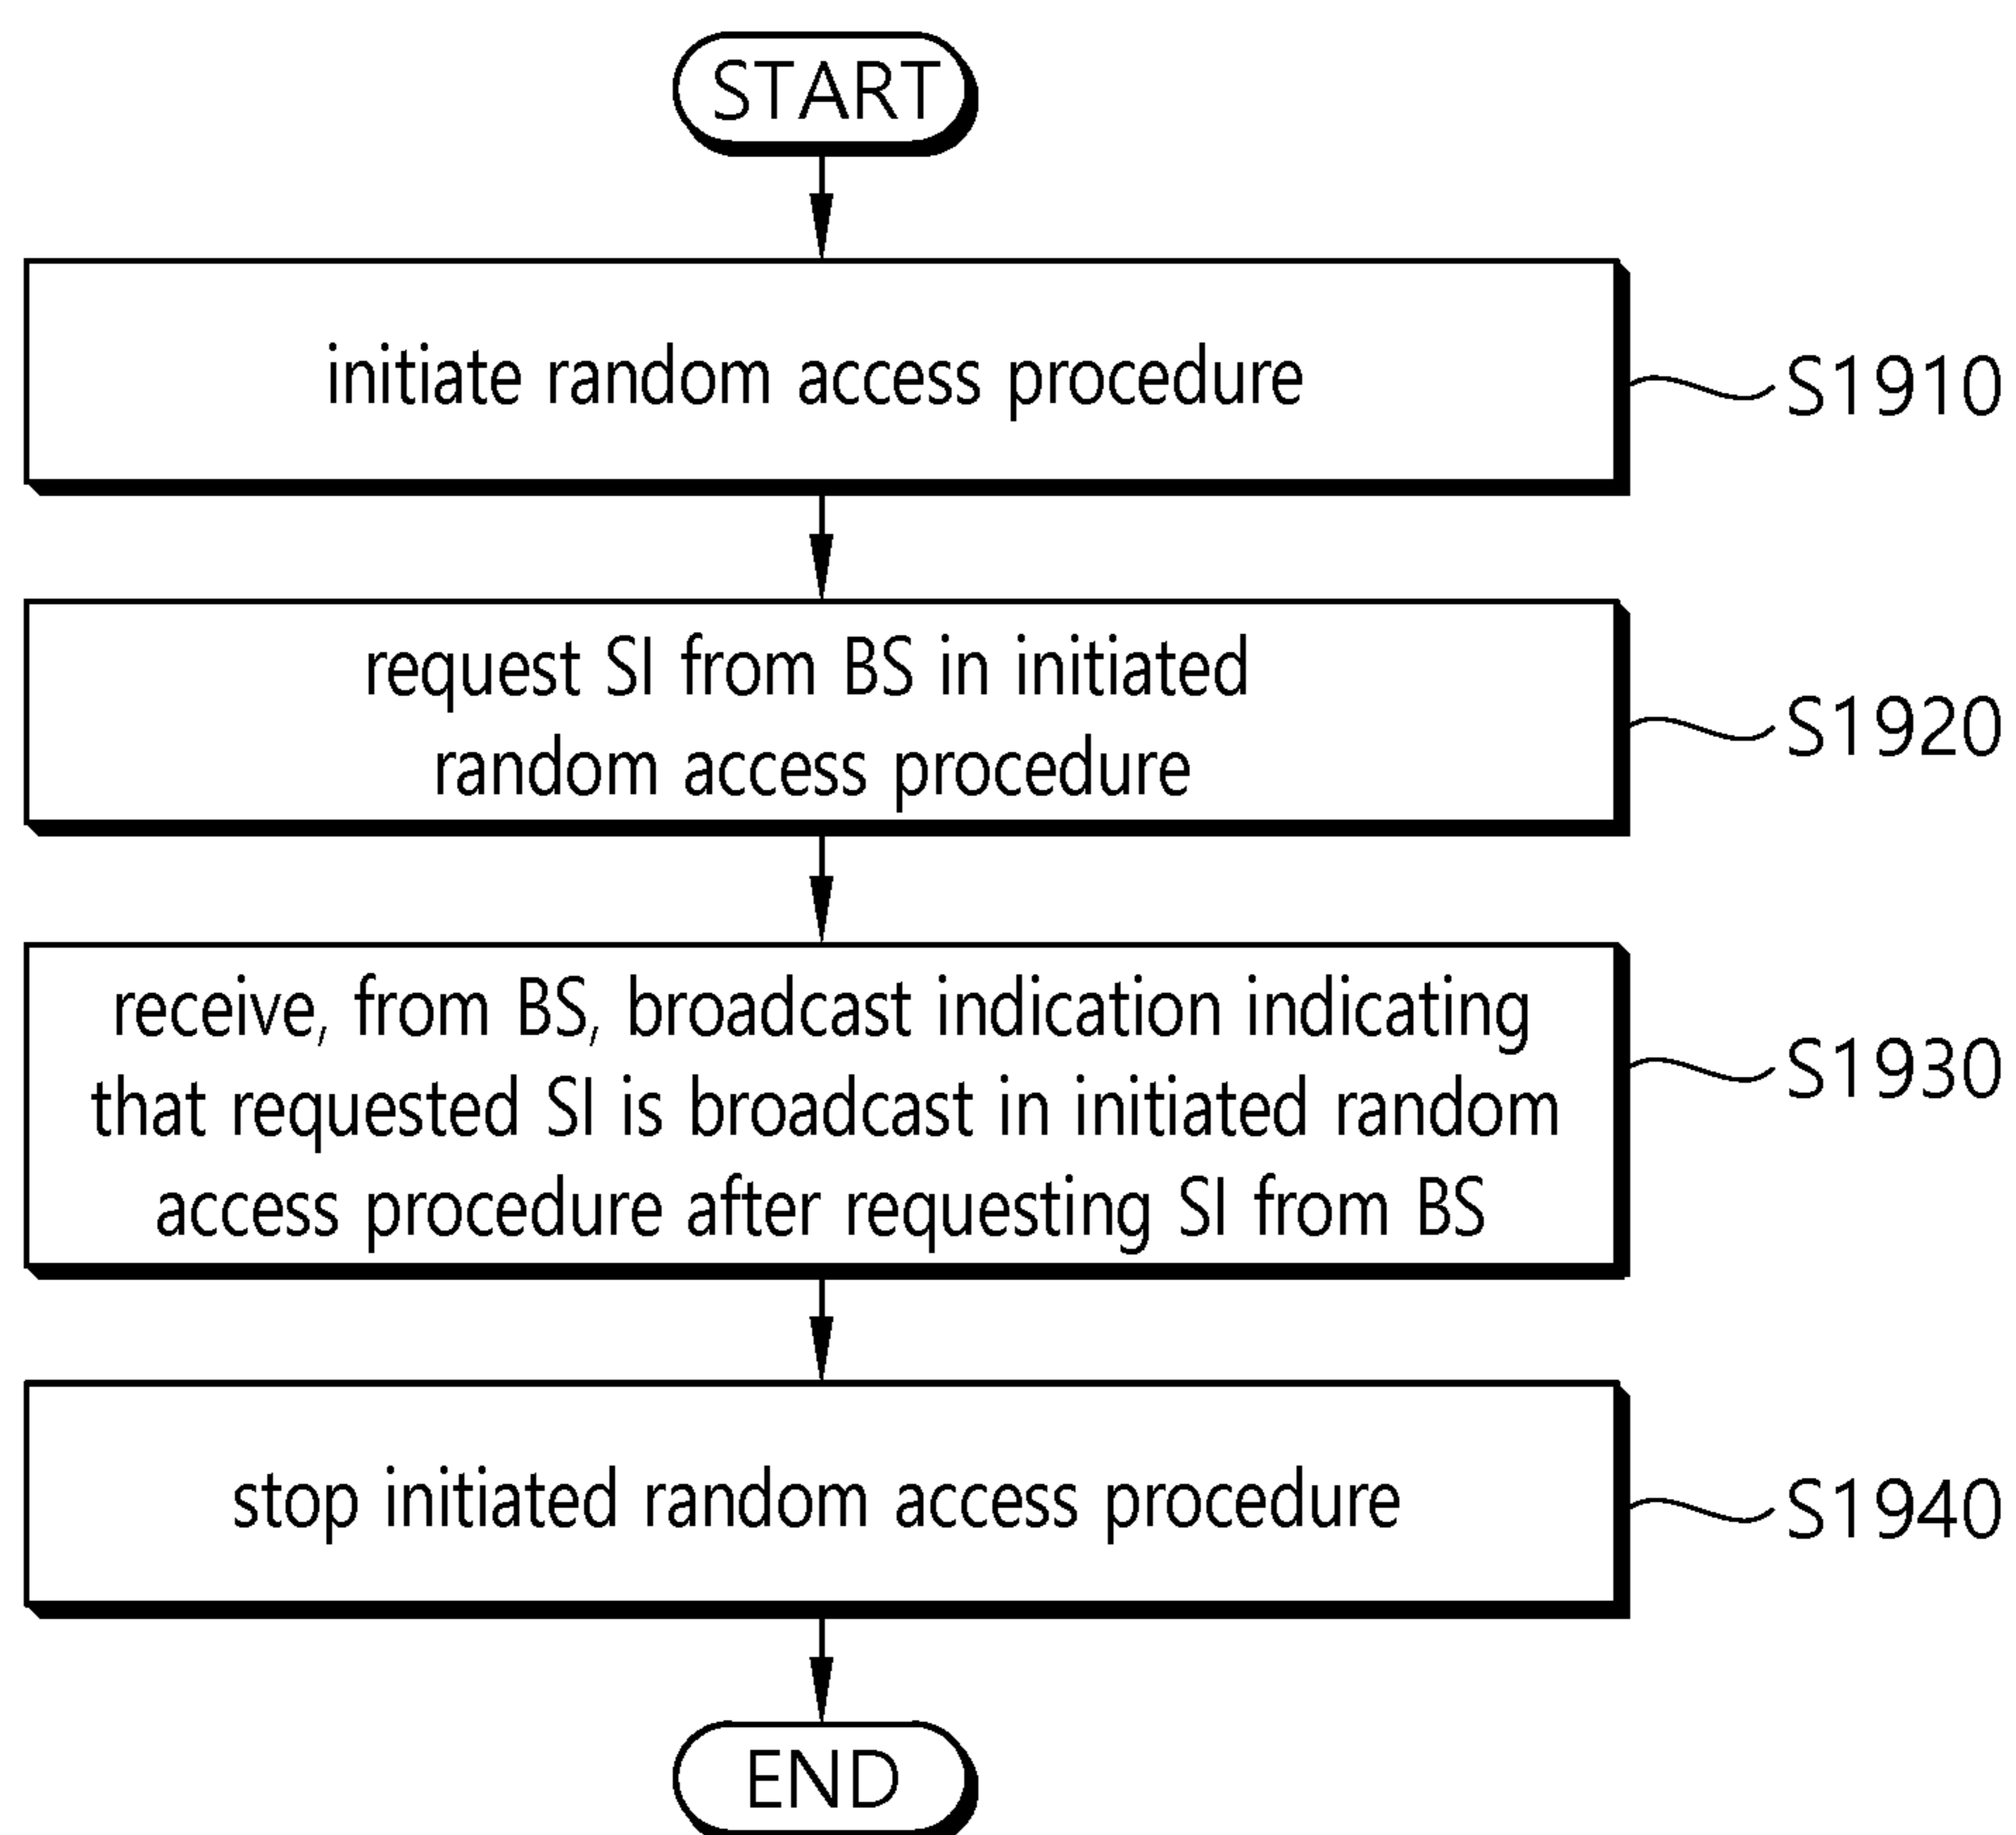 START
initiate random access procedure
S1910
request SI from BS in initiated
random access procedure
S1920
receive, from BS, broadcast indication indicating
that requested SI is broadcast in initiated random
access procedure after requesting SI from BS
S1930
stop initiated random access procedure
S1940
END